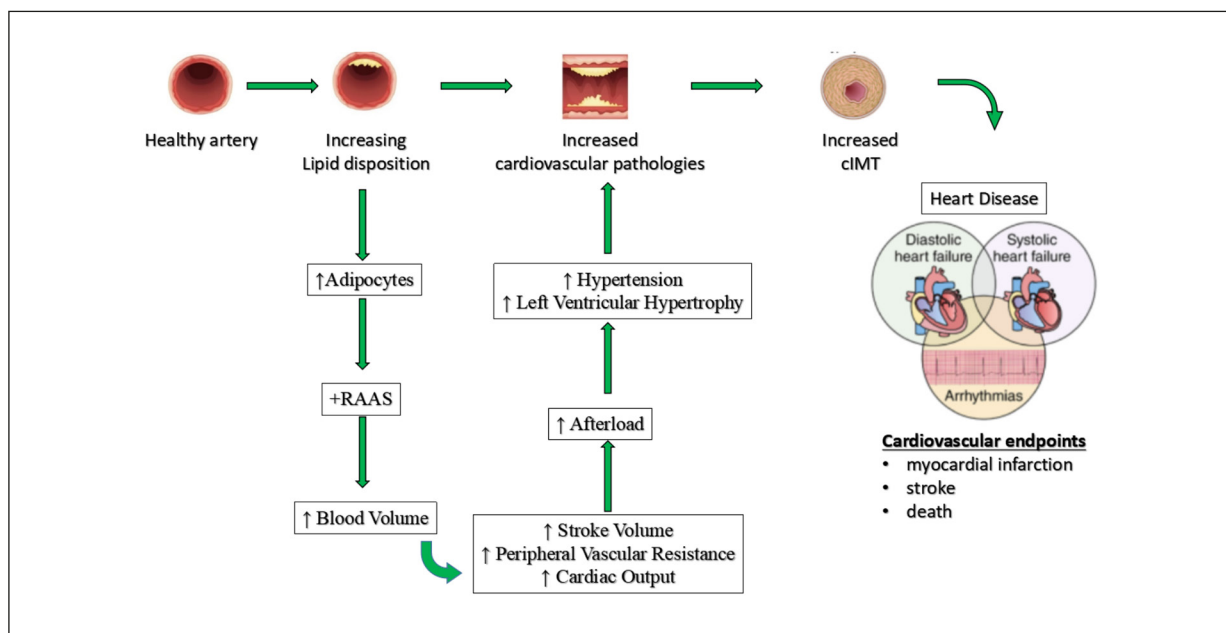 Healthy artery
Increasing
Lipid disposition
Increased
cardiovascular pathologies
Increased
cIMT
↑Adipocytes
+RAAS
↑ Blood Volume
↑ Stroke Volume
↑ Peripheral Vascular Resistance
↑ Cardiac Output
↑ Afterload
↑ Hypertension
↑ Left Ventricular Hypertrophy
Heart Disease
Diastolic
heart failure
Systolic
heart failure
Arrhythmias
Cardiovascular endpoints
• myocardial infarction
• stroke
• death